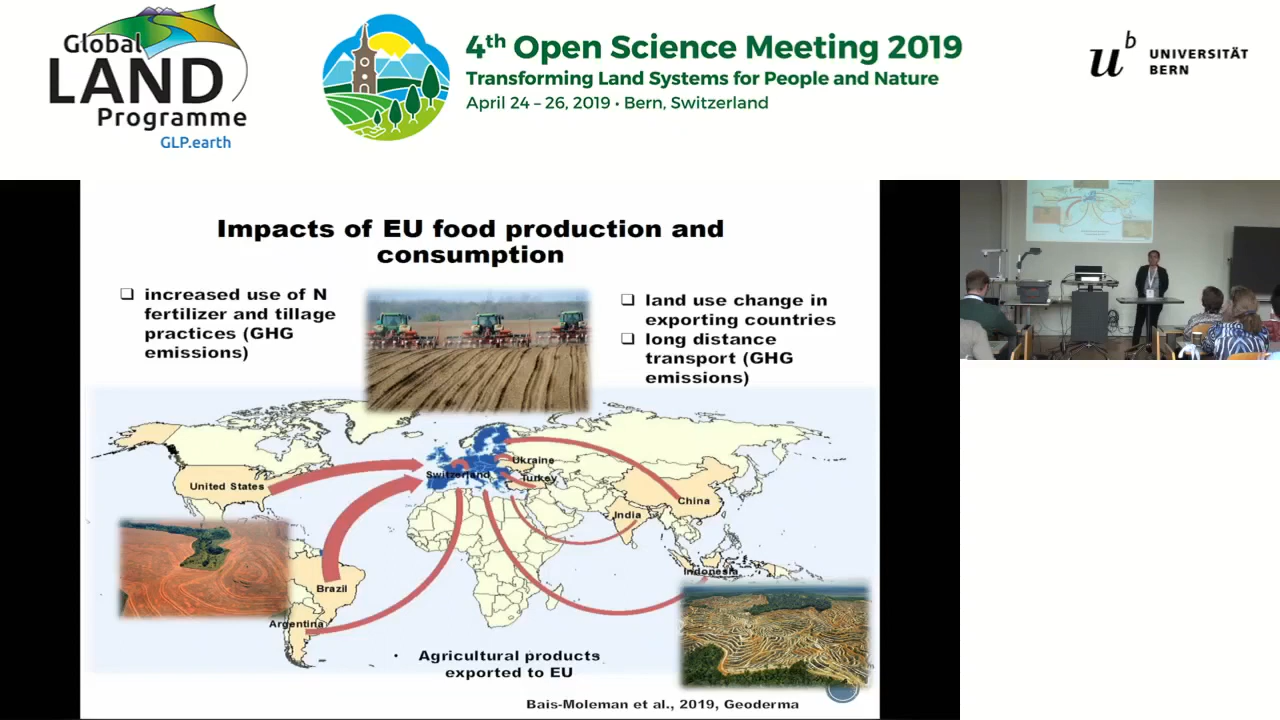 Global
LAND
Programme
GLP.earth
4th Open Science Meeting 2019
Transforming Land Systems for People and Nature
April 24 – 26, 2019 • Bern, Switzerland
u b
UNIVERSITÄT
BERN
Impacts of EU food production and
consumption
❑ increased use of N
fertilizer and tillage
practices (GHG
emissions)
❑ land use change in
exporting countries
❑ long distance
transport (GHG
emissions)
United States
Switzerland
Ukraine
Turkey
China
India
Indonesia
Brazil
Argentina
• Agricultural products
exported to EU
Bais-Moleman et al., 2019, Geoderma